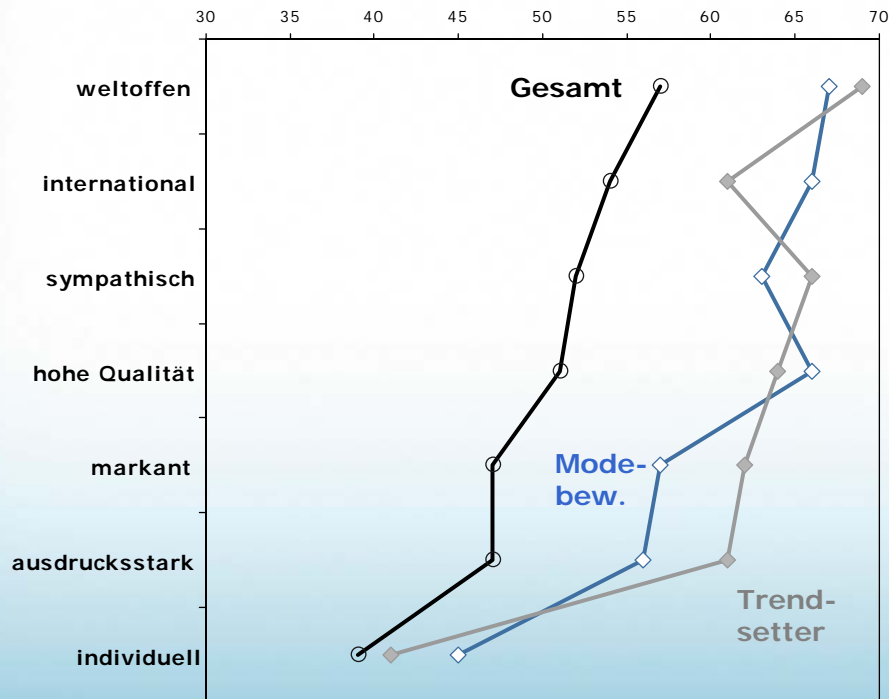 30 35 40 45 50 55 60 65 70
weltoffen
Gesamt
international
sympathisch
hohe Qualität
markant
Mode-
bew.
ausdrucksstark
Trend-
setter
individuell